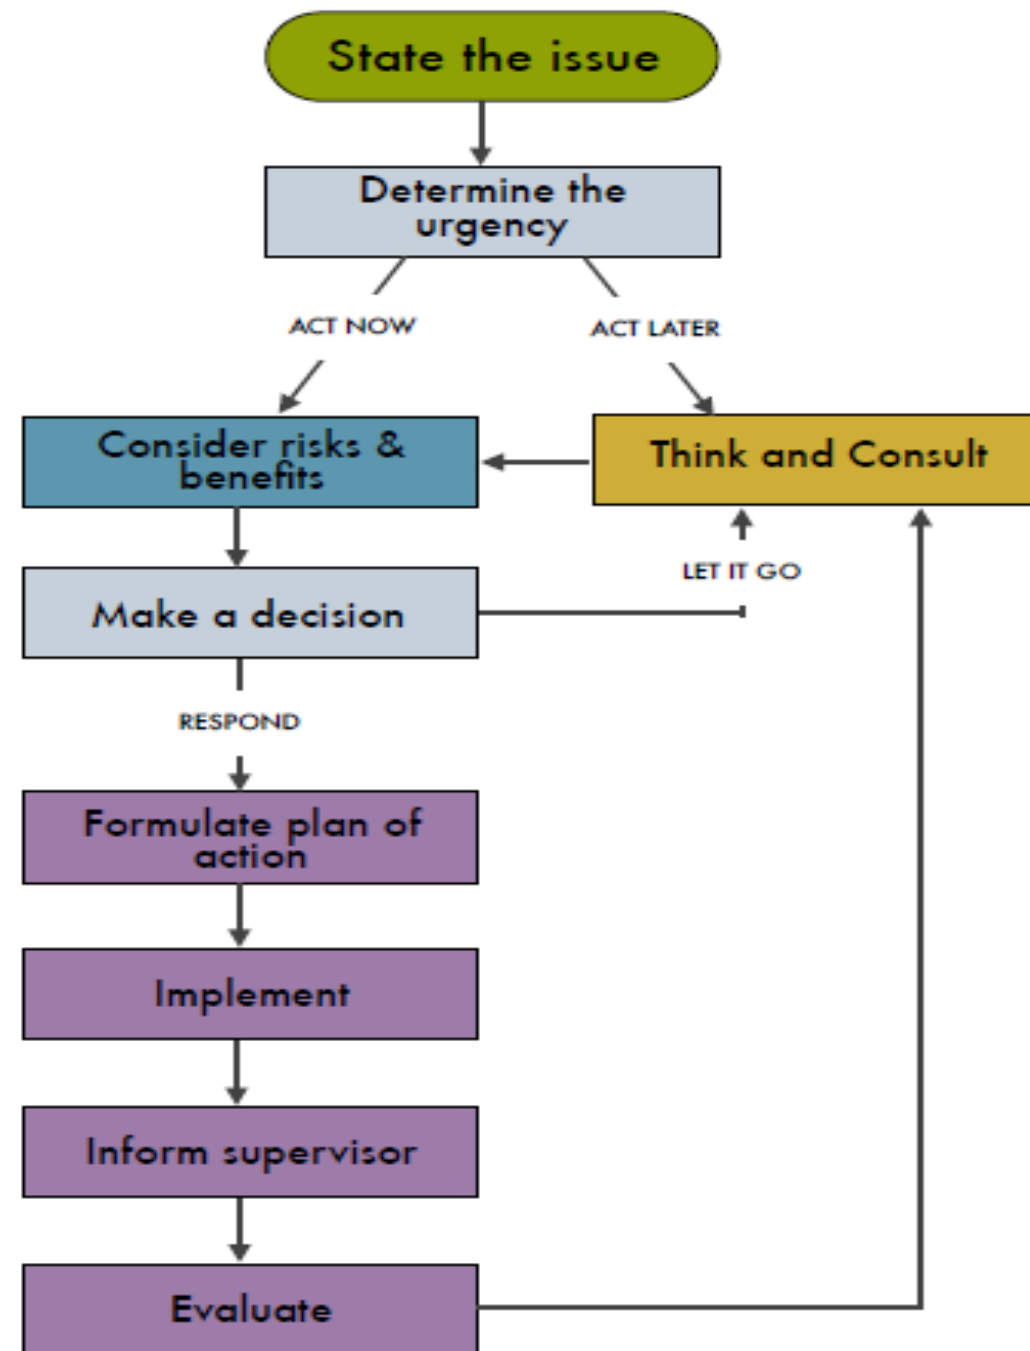 State the issue
Determine the
urgency
ACT NOW
ACT LATER
Consider risks &
benefits
Think and Consult
LET IT GO
Make a decision
RESPOND
Formulate plan of
action
Implement
Inform supervisor
Evaluate